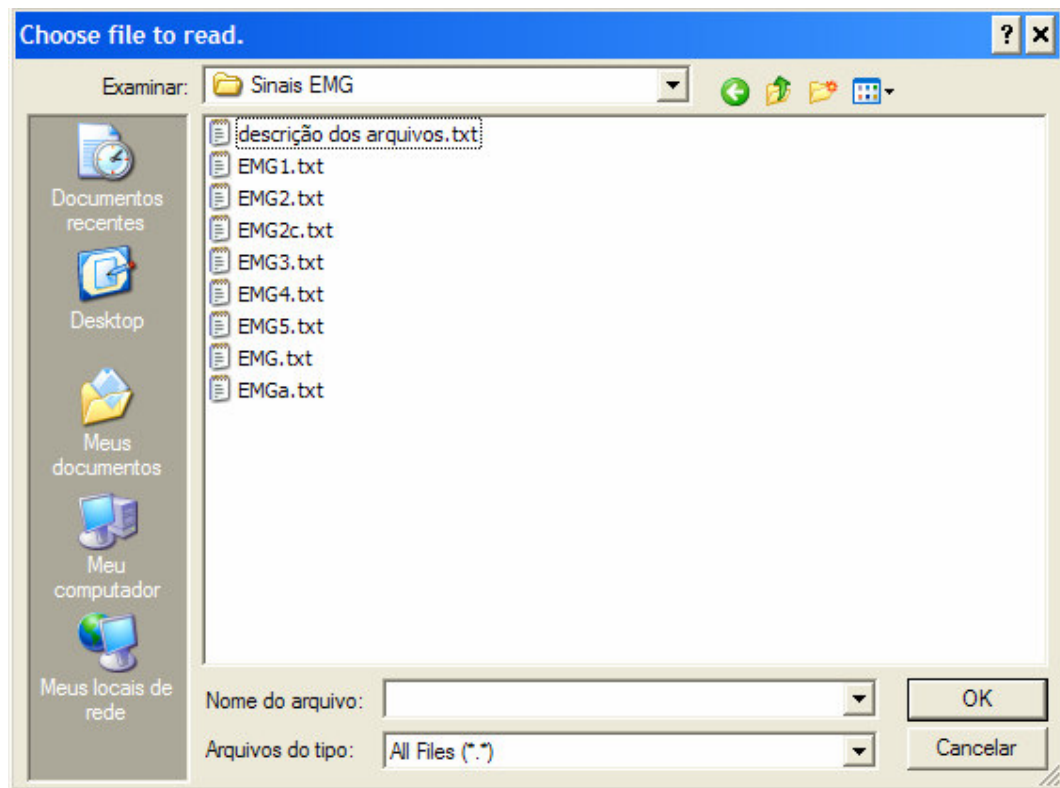 Choose file to read.
Examinar:
Sinais EMG
Documentos
recentes
Desktop
Meus
documentos
Meu
computador
Meus locais de
rede
descrição dos arquivos.txt
EMG1.txt
EMG2.txt
EMG2c.txt
EMG3.txt
EMG4.txt
EMG5.txt
EMG.txt
EMGa.txt
Nome do arquivo:
OK
Arquivos do tipo:
All Files (*.*)
Cancelar